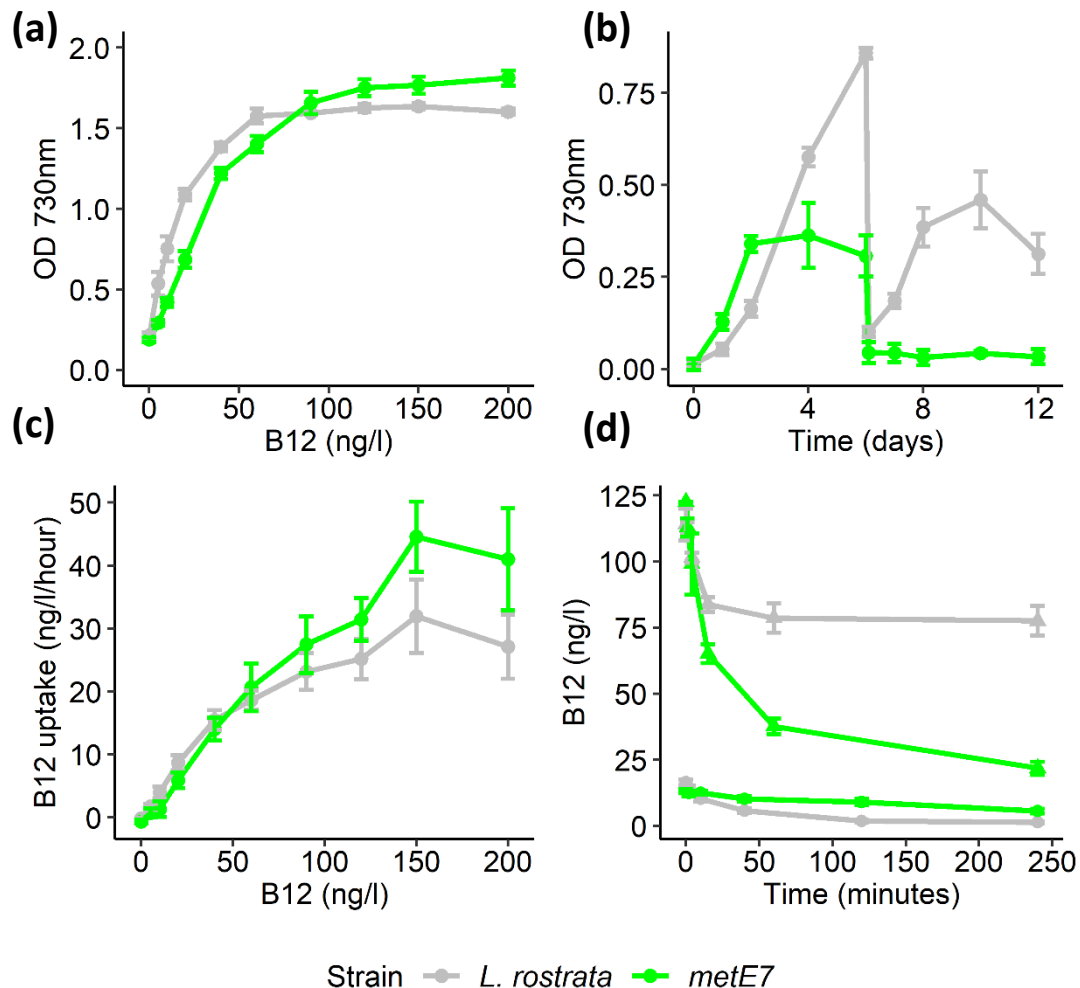 (a)
2.0
1.5
1.0
0.5
0.0
OD 730nm
0 50 100 150 200
B12 (ng/l)
(b)
0.75
0.50
0.25
0.00
OD 730nm
0 4 8 12
Time (days)
(c)
50
40
30
20
10
0
B12 uptake (ng/l/hour)
0 50 100 150 200
B12 (ng/l)
(d)
125
100
75
50
25
0
B12 (ng/l)
0 50 100 150 200 250
Time (minutes)
Strain L. rostrata metE7